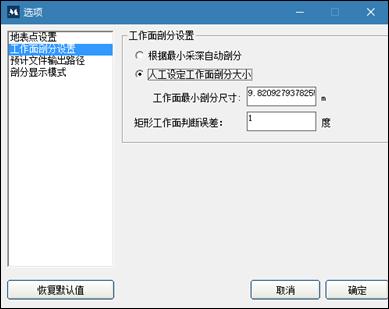 选项
地表点设置
工作面剖分设置
预计文件输出路径
剖分显示模式
工作面剖分设置
根据最小采深自动剖分
人工设定工作面剖分大小
工作面最小剖分尺寸: 9.8209279378255 m
矩形工作面判断误差: 1 度
恢复默认值 取消 确定